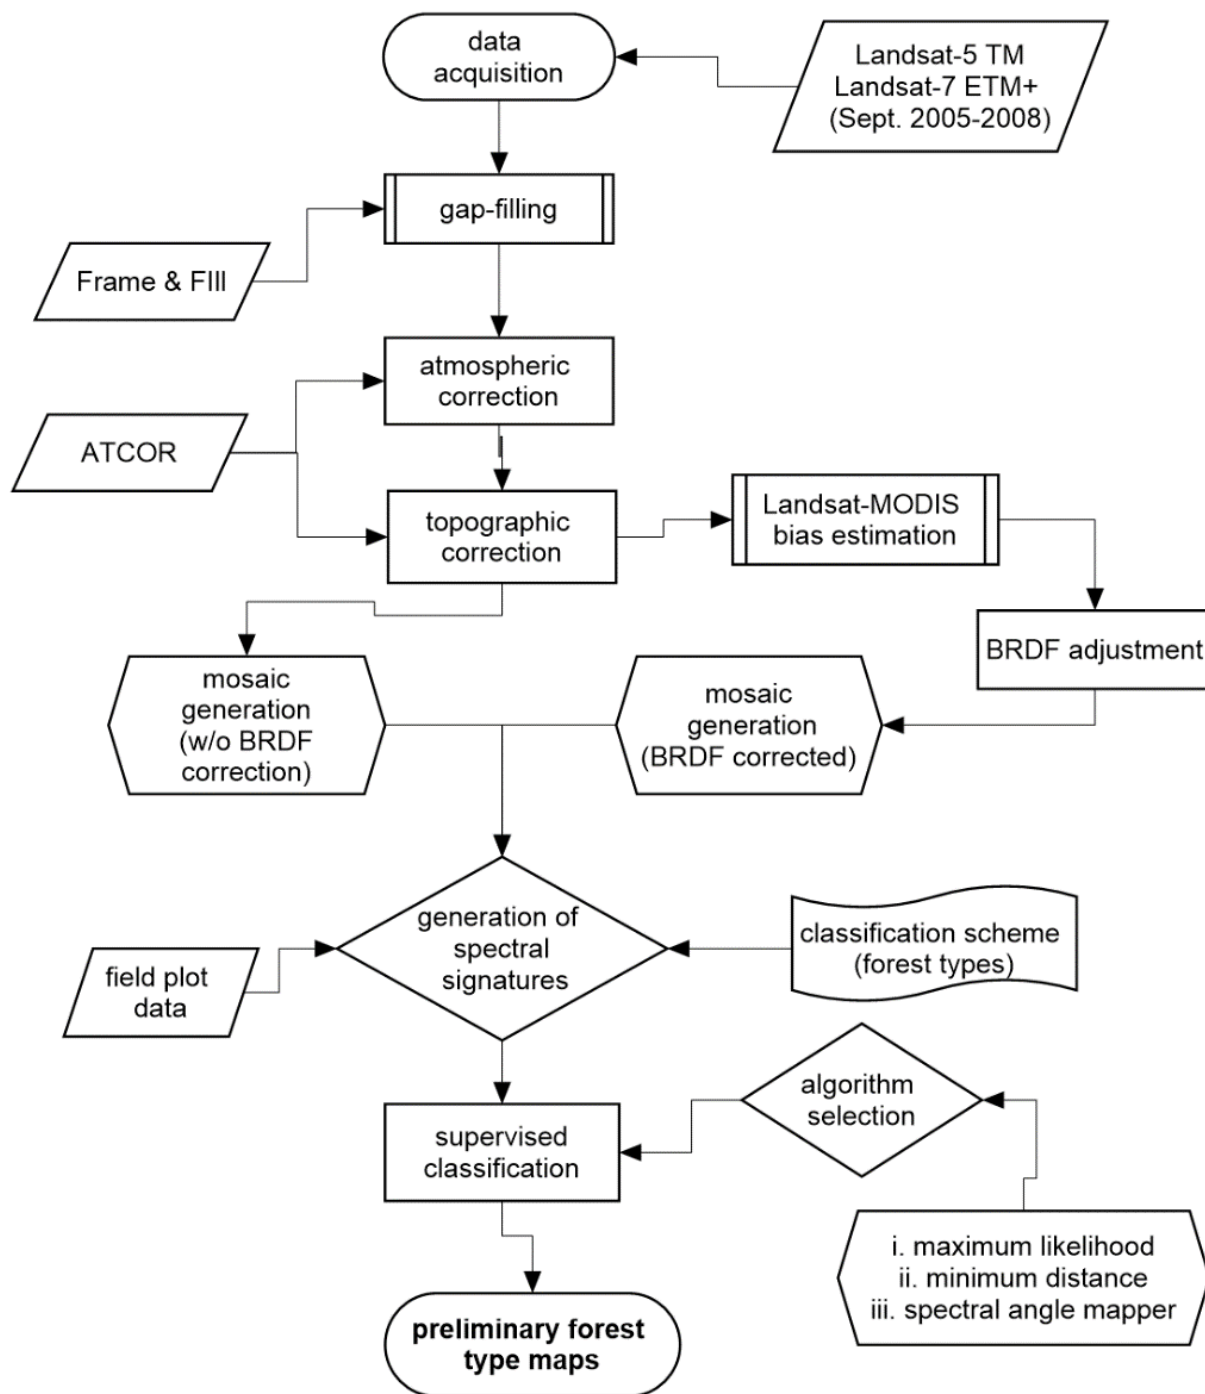 data
acquisition
Landsat-5 TM
Landsat-7 ETM+
(Sept. 2005-2008)
gap-filling
Frame & FIll
atmospheric
correction
ATCOR
topographic
correction
Landsat-MODIS
bias estimation
BRDF adjustment
mosaic
generation
(w/o BRDF
correction)
mosaic
generation
(BRDF corrected)
generation of
spectral
signatures
classification scheme
(forest types)
field plot
data
algorithm
selection
supervised
classification
i. maximum likelihood
ii. minimum distance
iii. spectral angle mapper
preliminary forest
type maps